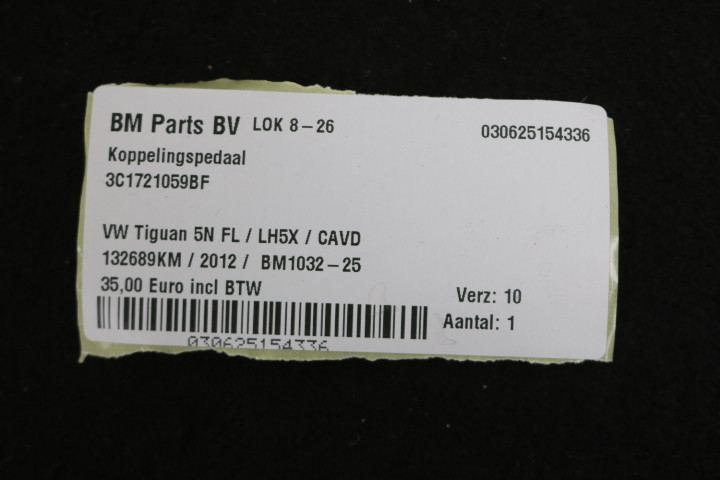 BM Parts BV LOK 8-26 030625154336
Koppelingspedaal
3C1721059BF
VW Tiguan 5N FL / LH5X / CAVD
132689KM / 2012 / BM1032-25
35,00 Euro incl BTW
Verz: 10
Aantal: 1
030625154336